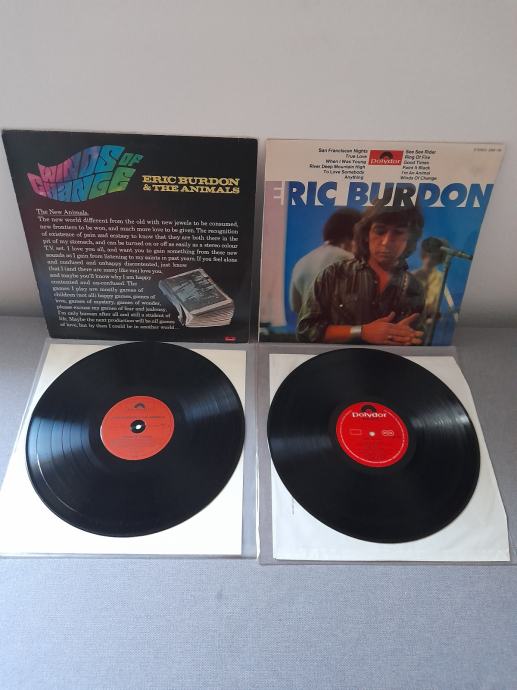 WINDS OF
CHANGE
ERIC BURDON
& THE ANIMALS
The New Animals.
The new world different from the old with new jewels to be consumed,
new frontiers to be won, and much more love to be given. The recognition
of existence of pain and ecstasy to know that they are both there in the
pit of my stomach, and can be turned on or off as easily as a stereo colour
T.V. set. I love you all, and want you to gain something from these new
sounds as I gain from listening to my saints in past years. If you feel alone
and confused and unhappy discontented, just know
that I (and there are many like me) love you,
and maybe you'll know why I am happy
contented and un-confused. The
games I play are mostly games of
children (not all) happy games, games of
love, games of mystery, games of wonder,
please excuse my games of fear and jealousy,
I'm only human after all and still a student of
life. Maybe the next production will be all games
of love, but by then I could be in another world...
San Franciscan Nights
True Love
When I Was Young
River Deep Mountain High
To Love Somebody
Anything
Polydor
See See Rider
Ring Of Fire
Good Times
Paint It Black
I'm An Animal
Winds Of Change
STEREO
ERIC BURDON
Polydor